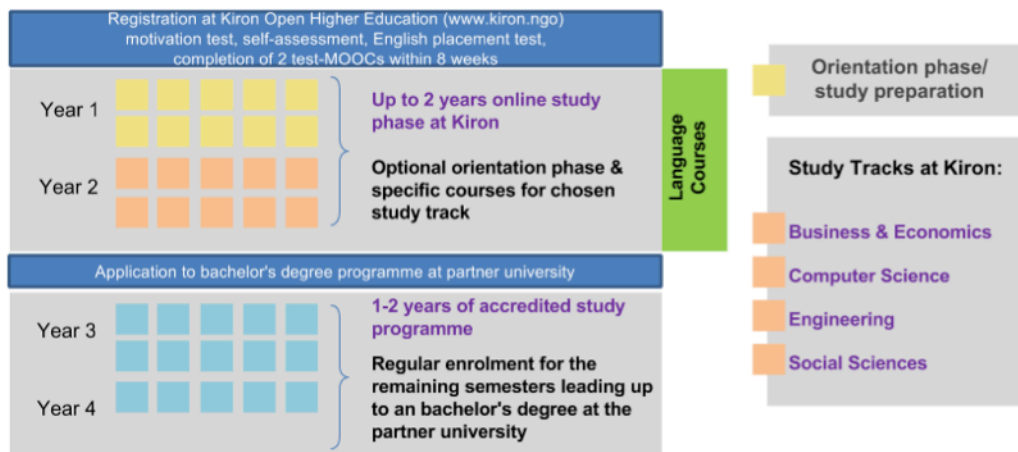 Registration at Kiron Open Higher Education (www.kiron.ngo)
motivation test, self-assessment, English placement test,
completion of 2 test-MOOCs within 8 weeks
Year 1
Up to 2 years online study
phase at Kiron
Year 2
Optional orientation phase &
specific courses for chosen
study track
Language
Courses
Application to bachelor's degree programme at partner university
Year 3
1-2 years of accredited study
programme
Year 4
Regular enrolment for the
remaining semesters leading up
to an bachelor's degree at the
partner university
Orientation phase/
study preparation
Study Tracks at Kiron:
Business & Economics
Computer Science
Engineering
Social Sciences